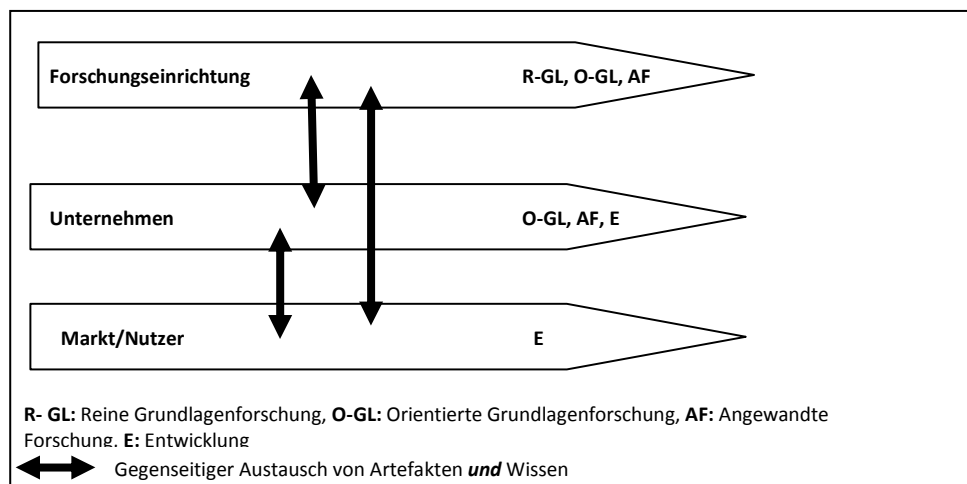 Forschungseinrichtung R-GL, O-GL, AF
Unternehmen O-GL, AF, E
Markt/Nutzer E
R- GL: Reine Grundlagenforschung, O-GL: Orientierte Grundlagenforschung, AF: Angewandte
Forschung, E: Entwicklung
Gegenseitiger Austausch von Artefakten und Wissen